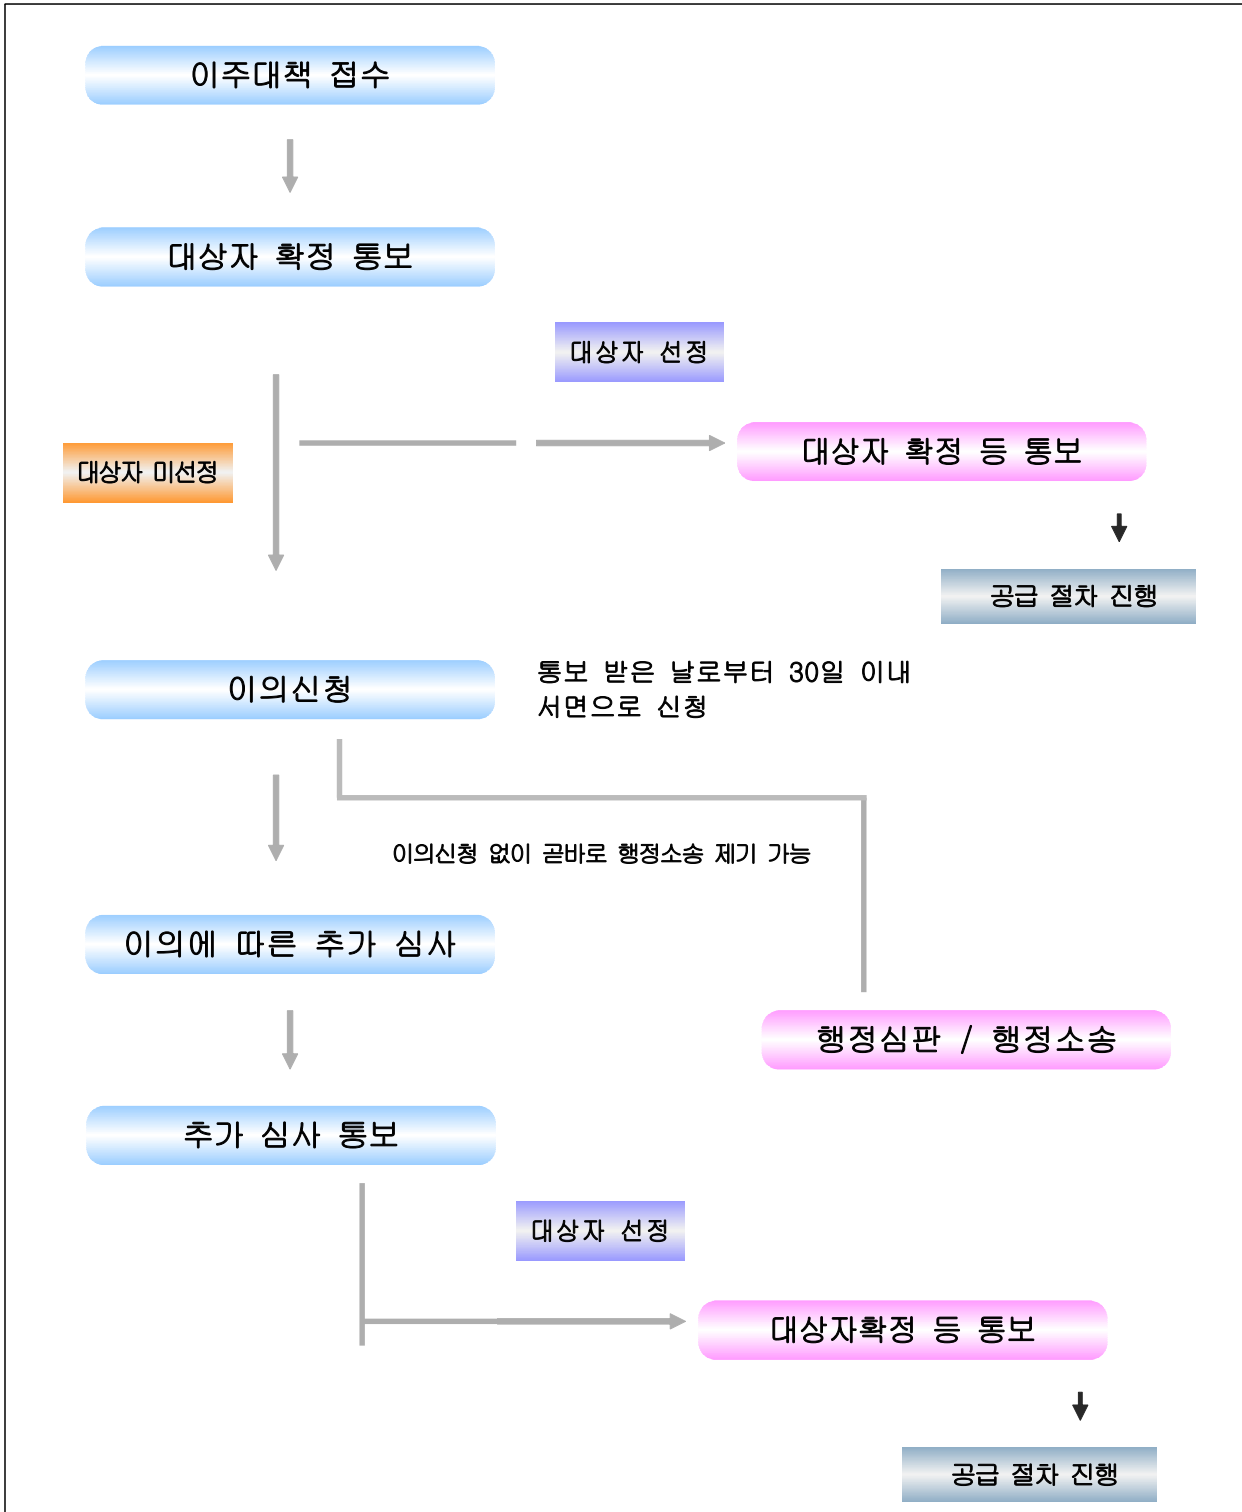 이주대책 접수
대상자 확정 통보
대상자 선정
대상자 미선정
대상자 확정 등 통보
공급 절차 진행
이의신청
통보 받은 날로부터 30일 이내
서면으로 신청
이의신청 없이 곧바로 행정소송 제기 가능
이의에 따른 추가 심사
행정심판 / 행정소송
추가 심사 통보
대상자 선정
대상자확정 등 통보
공급 절차 진행